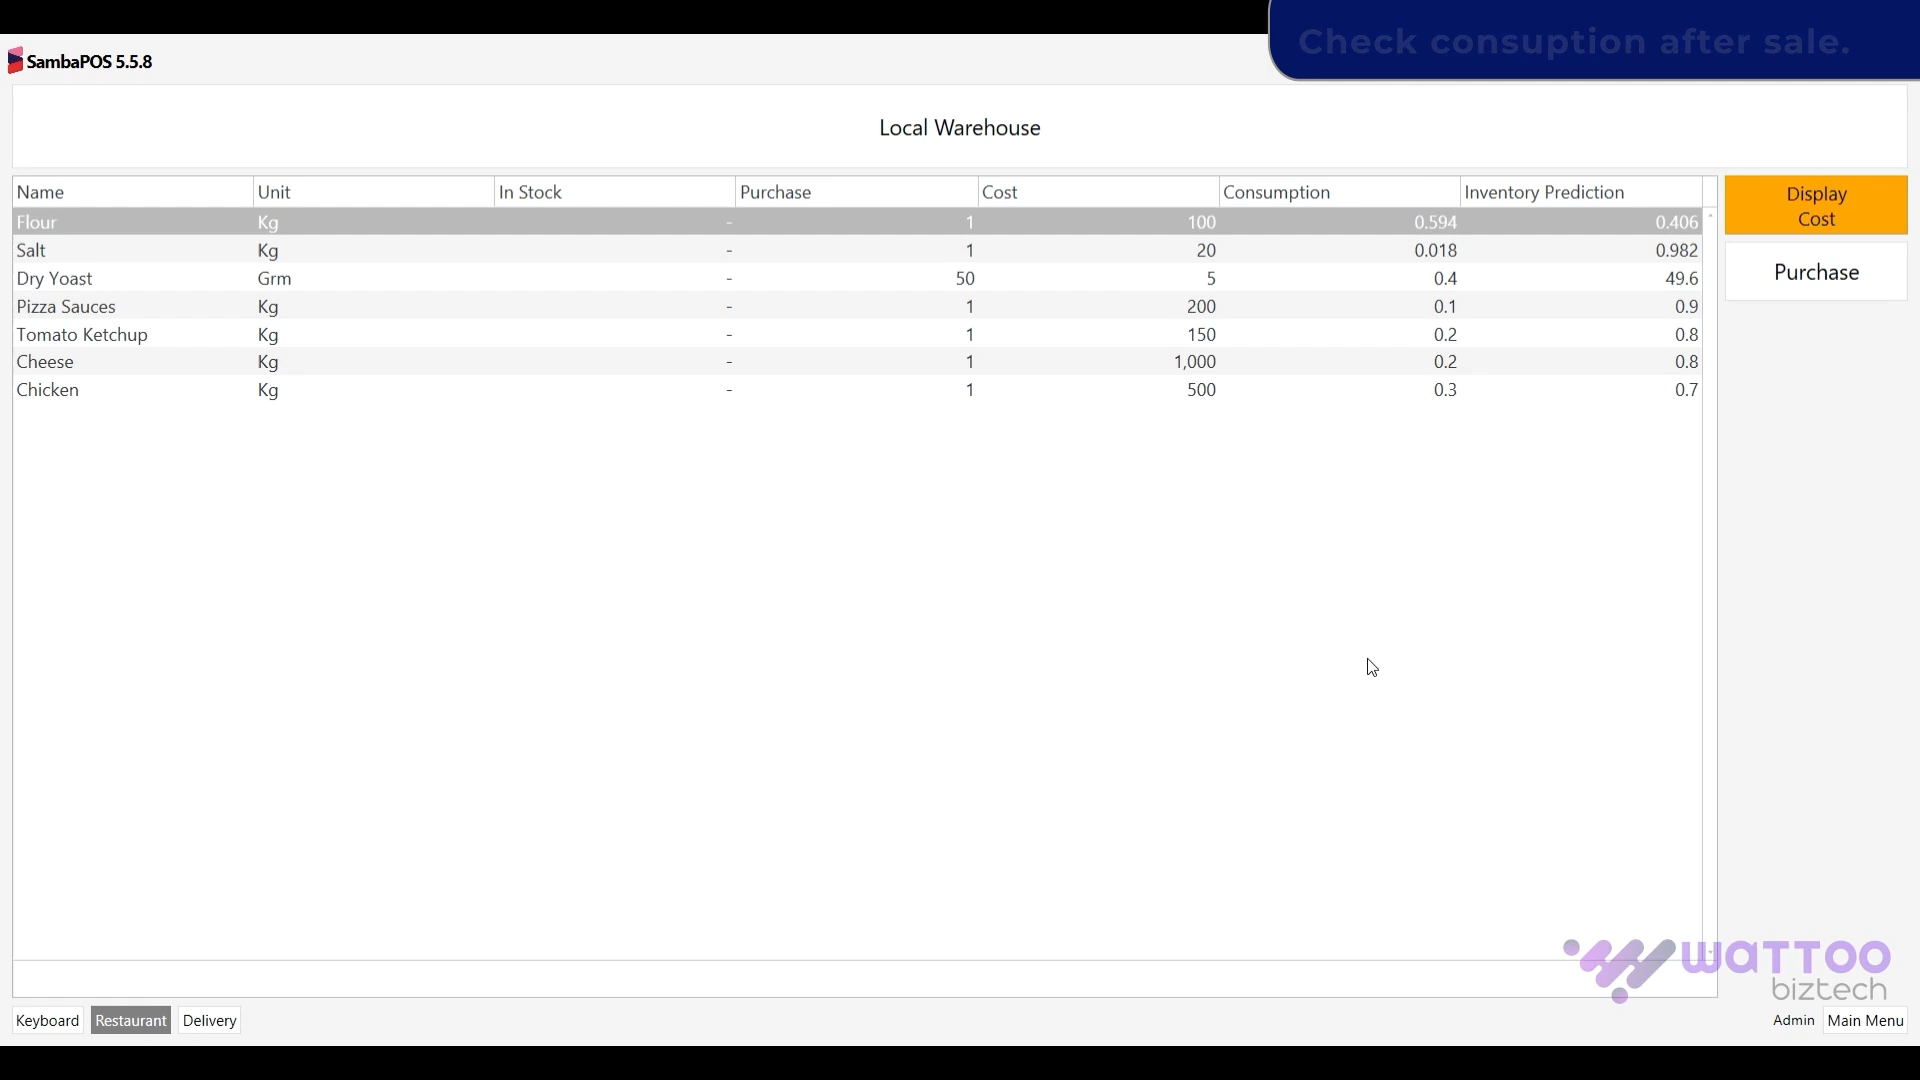 Check consuption after sale.
SambaPOS 5.5.8
Local Warehouse
Name Unit In Stock Purchase Cost Consumption Inventory Prediction
Flour Kg - 1 100 0.594 0.406
Salt Kg - 1 20 0.018 0.982
Dry Yoast Grm - 50 5 0.4 49.6
Pizza Sauces Kg - 1 200 0.1 0.9
Tomato Ketchup Kg - 1 150 0.2 0.8
Cheese Kg - 1 1,000 0.2 0.8
Chicken Kg - 1 500 0.3 0.7
Display
Cost
Purchase
waTTOO
biztech
Keyboard Restaurant Delivery Admin Main Menu